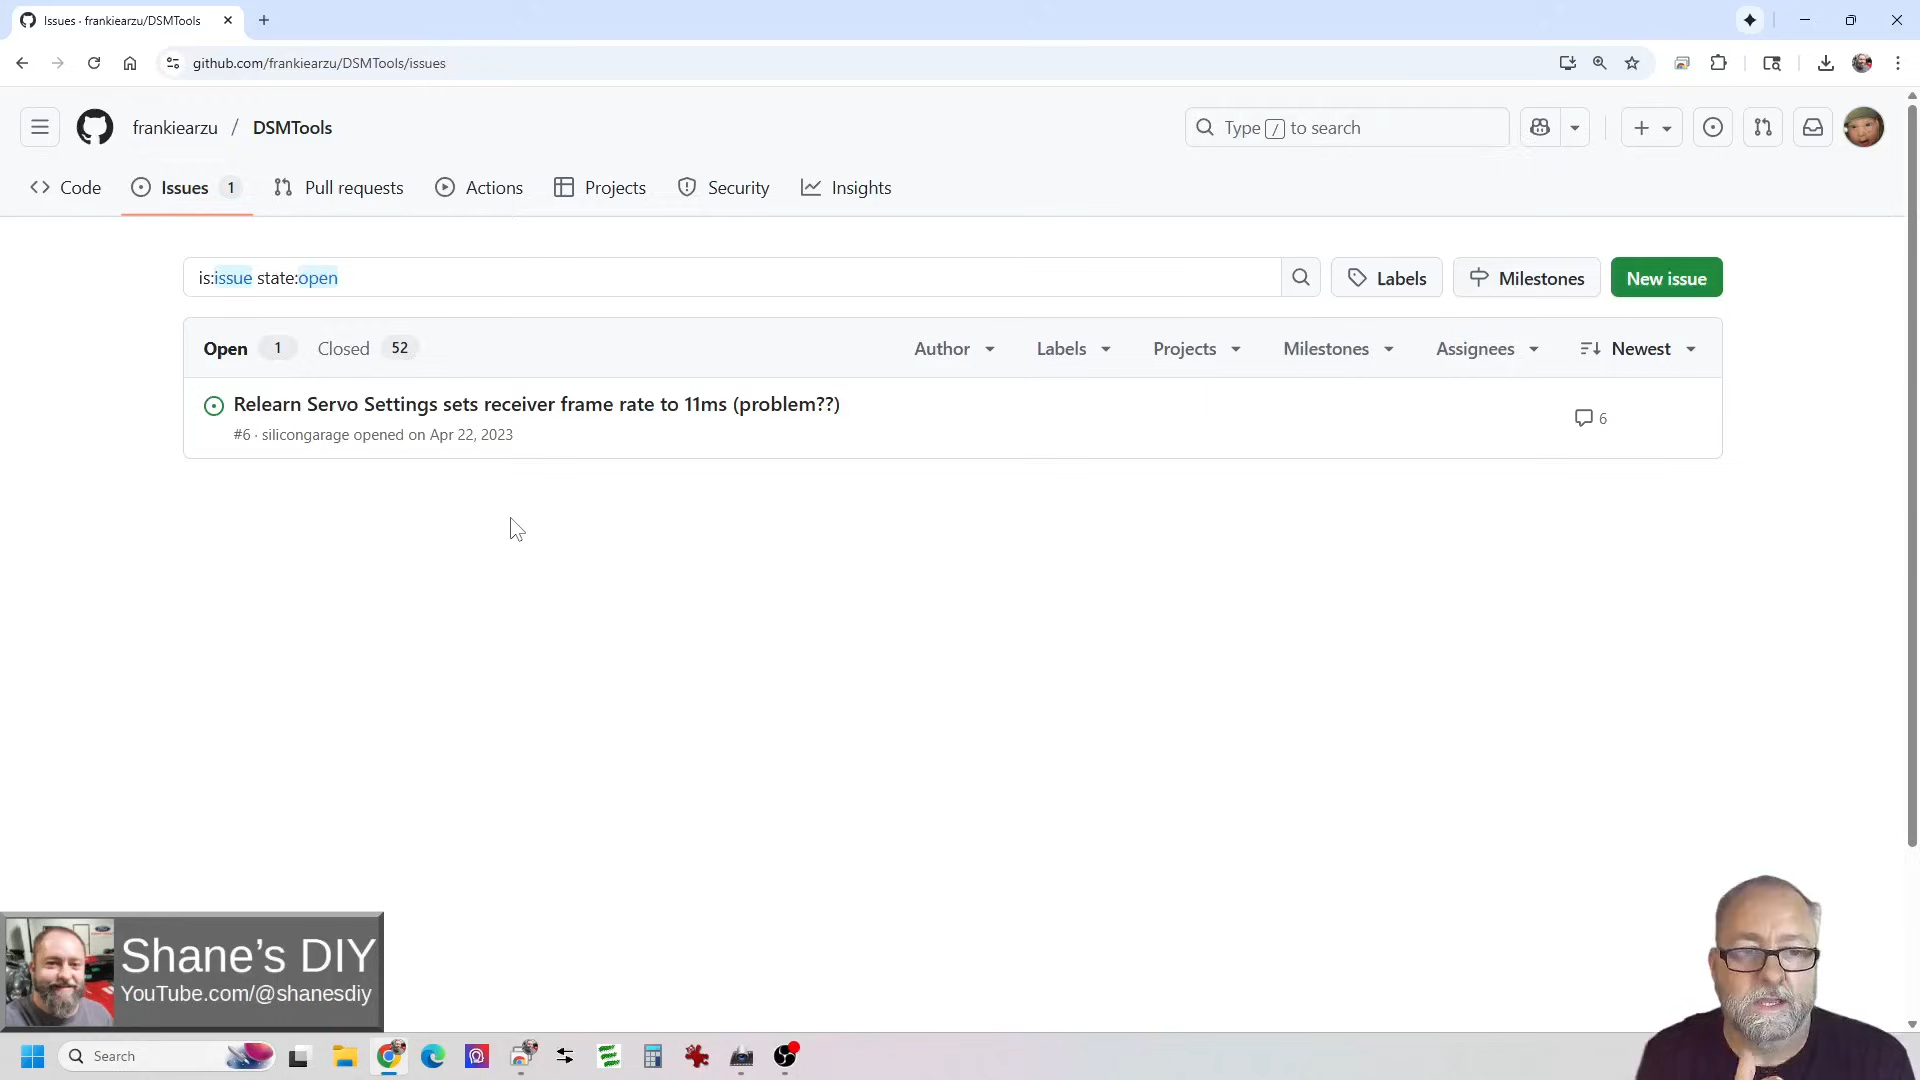 Issues · frankiearzu/DSMTools
github.com/frankiearzu/DSMTools/issues
frankiearzu / DSMTools
Type / to search
Code
Issues 1
Pull requests
Actions
Projects
Security
Insights
is:issue state:open
Labels
Milestones
New issue
Open 1
Closed 52
Author
Labels
Projects
Milestones
Assignees
Newest
Relearn Servo Settings sets receiver frame rate to 11ms (problem??)
6
#6 · silicongarage opened on Apr 22, 2023
Shane's DIY
YouTube.com/@shanesdiy
Search